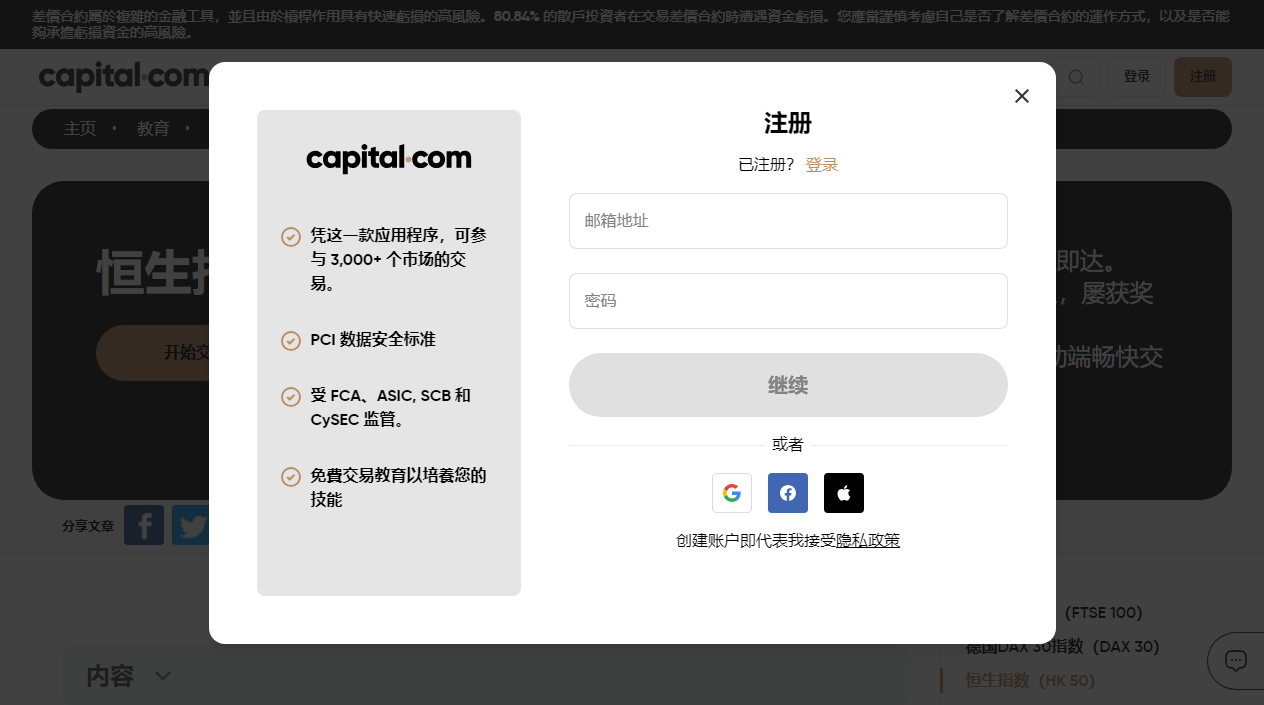 差價合約屬於複雜的金融工具，並且由於槓桿作用具有快速虧損的高風險。80.84% 的散戶投資者在交易差價合約時遭遇資金虧損。您應當謹慎考慮自己是否了解差價合約的運作方式，以及是否能
夠承擔虧損資金的高風險。
capital.com
登录
注册
主页 · 教育 ·
恒生
即达。
，屡获奖
开始交
端畅快交
分享文章
capital.com
凭这一款应用程序，可参
与 3,000+ 个市场的交
易。
PCI 数据安全标准
受 FCA、ASIC, SCB 和
CySEC 监管。
免費交易教育以培養您的
技能
注册
已注册？ 登录
邮箱地址
密码
继续
或者
创建账户即代表我接受隐私政策
(FTSE 100)
德国DAX 30指数（DAX 30)
恒生指数（HK 50)
内容